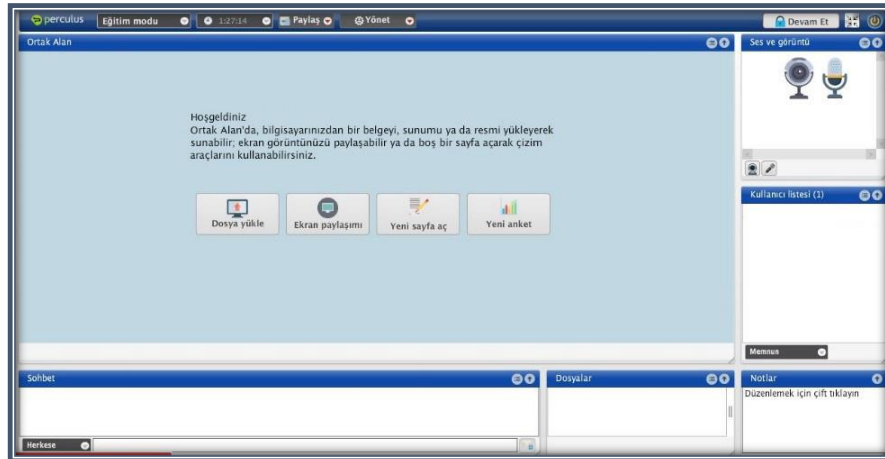 perculus Eğitim modu 1:27:14 Paylaş Yönet Devam Et
Ortak Alan
Hoşgeldiniz
Ortak Alan'da, bilgisayarınızdan bir belgeyi, sunumu ya da resmi yükleyerek
sunabilir; ekran görüntünüzü paylaşabilir ya da boş bir sayfa açarak çizim
araçlarını kullanabilirsiniz.
Dosya yükle Ekran paylaşımı Yeni sayfa aç Yeni anket
Ses ve görüntü
Kullanıcı listesi (1)
Memnun
Sohbet
Herkese
Dosyalar
Notlar
Düzenlemek için çift tıklayın